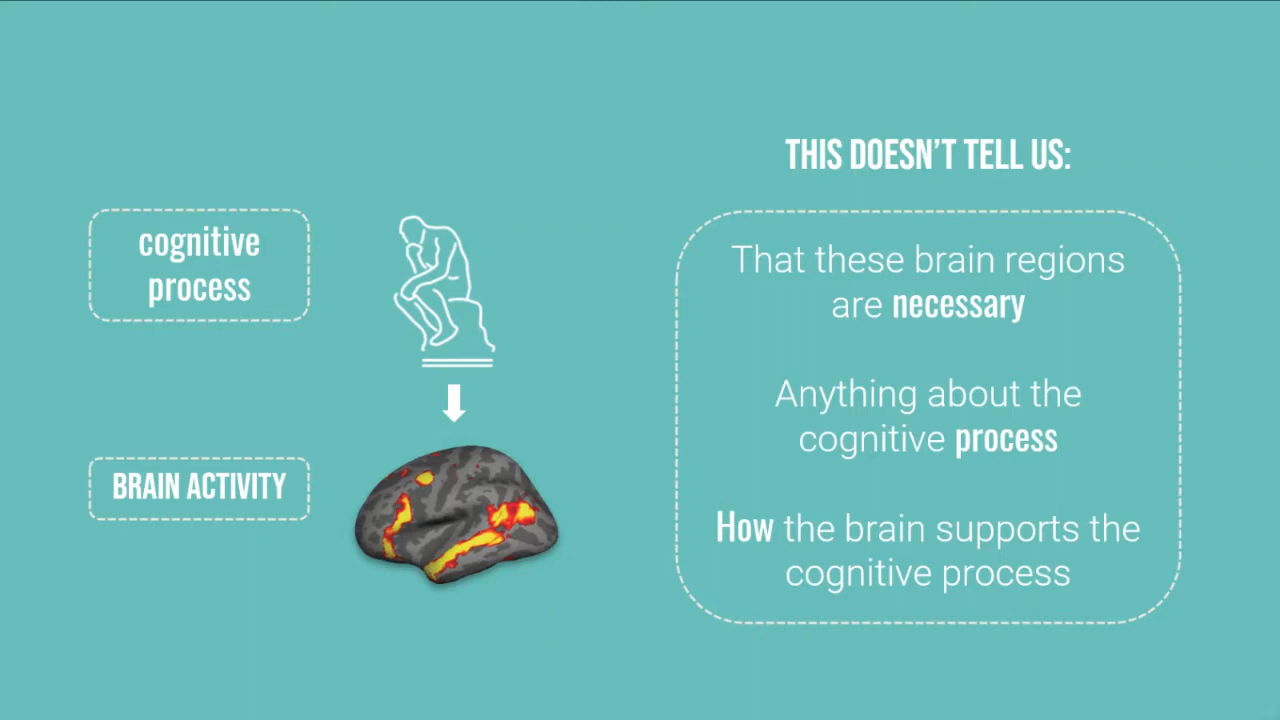 cognitive
process
BRAIN ACTIVITY
THIS DOESN'T TELL US:
That these brain regions
are necessary
Anything about the
cognitive process
How the brain supports the
cognitive process